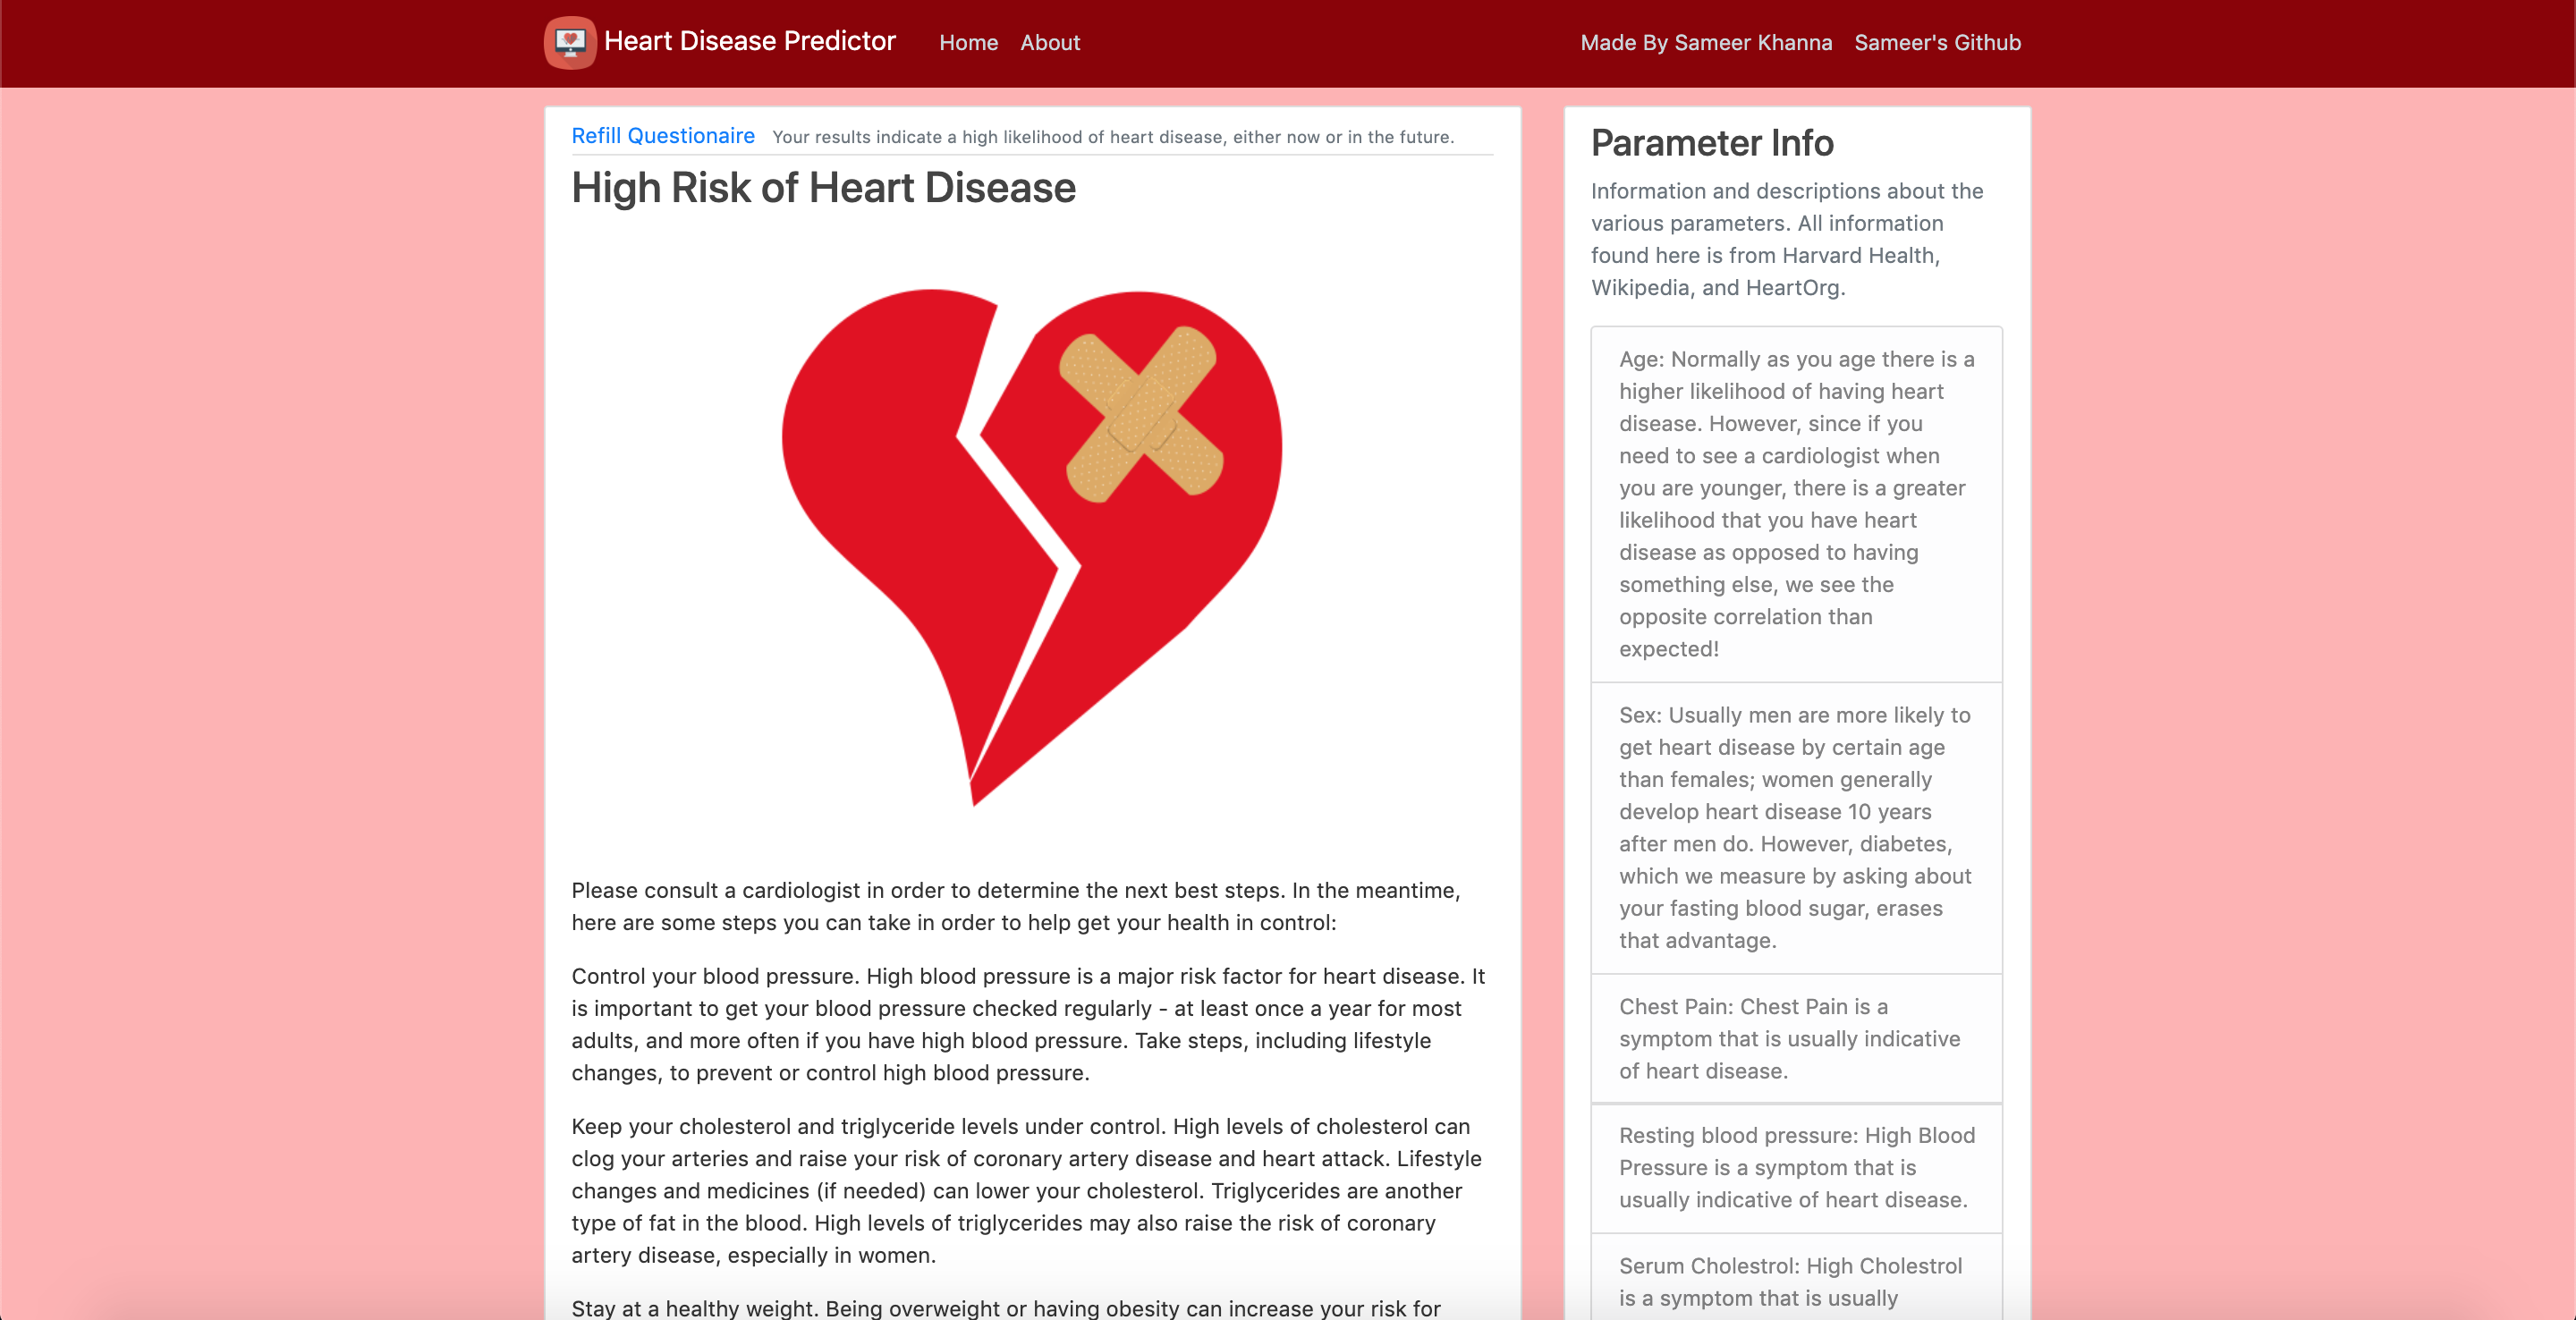 Heart Disease Predictor
Home
About
Made By Sameer Khanna
Sameer's Github
Refill Questionaire
Your results indicate a high likelihood of heart disease, either now or in the future.
High Risk of Heart Disease
Please consult a cardiologist in order to determine the next best steps. In the meantime,
here are some steps you can take in order to help get your health in control:
Control your blood pressure. High blood pressure is a major risk factor for heart disease. It
is important to get your blood pressure checked regularly - at least once a year for most
adults, and more often if you have high blood pressure. Take steps, including lifestyle
changes, to prevent or control high blood pressure.
Keep your cholesterol and triglyceride levels under control. High levels of cholesterol can
clog your arteries and raise your risk of coronary artery disease and heart attack. Lifestyle
changes and medicines (if needed) can lower your cholesterol. Triglycerides are another
type of fat in the blood. High levels of triglycerides may also raise the risk of coronary
artery disease, especially in women.
Stay at a healthy weight. Being overweight or having obesity can increase your risk for
Parameter Info
Information and descriptions about the
various parameters. All information
found here is from Harvard Health,
Wikipedia, and HeartOrg.
Age: Normally as you age there is a
higher likelihood of having heart
disease. However, since if you
need to see a cardiologist when
you are younger, there is a greater
likelihood that you have heart
disease as opposed to having
something else, we see the
opposite correlation than
expected!
Sex: Usually men are more likely to
get heart disease by certain age
than females; women generally
develop heart disease 10 years
after men do. However, diabetes,
which we measure by asking about
your fasting blood sugar, erases
that advantage.
Chest Pain: Chest Pain is a
symptom that is usually indicative
of heart disease.
Resting blood pressure: High Blood
Pressure is a symptom that is
usually indicative of heart disease.
Serum Cholestrol: High Cholestrol
is a symptom that is usually